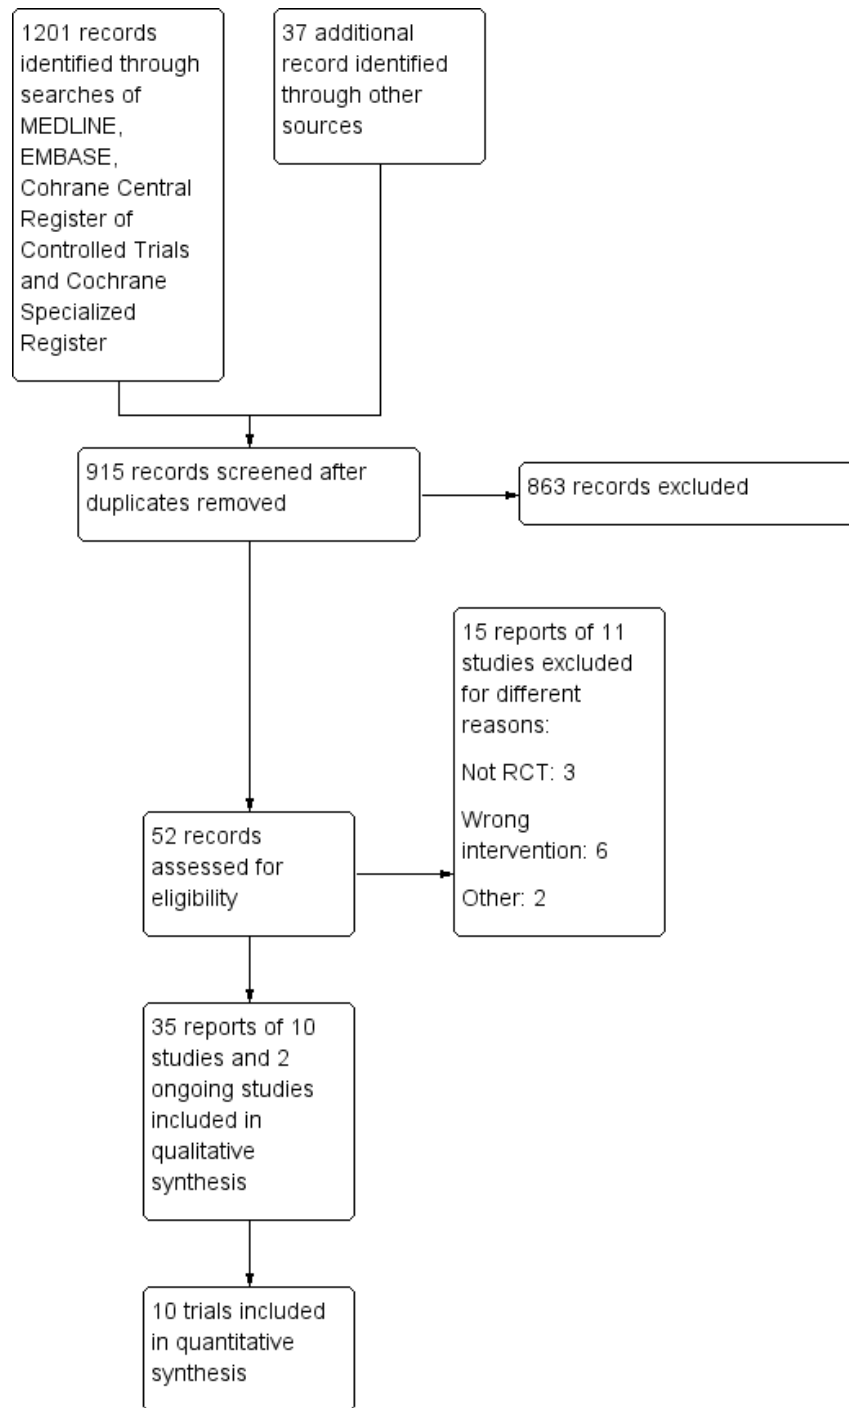 1201 records
identified through
searches of
MEDLINE,
EMBASE,
Cohrane Central
Register of
Controlled Trials
and Cochrane
Specialized
Register
37 additional
record identified
through other
sources
915 records screened after
duplicates removed
863 records excluded
15 reports of 11
studies excluded
for different
reasons:
Not RCT: 3
Wrong
intervention: 6
Other: 2
52 records
assessed for
eligibility
35 reports of 10
studies and 2
ongoing studies
included in
qualitative
synthesis
10 trials included
in quantitative
synthesis